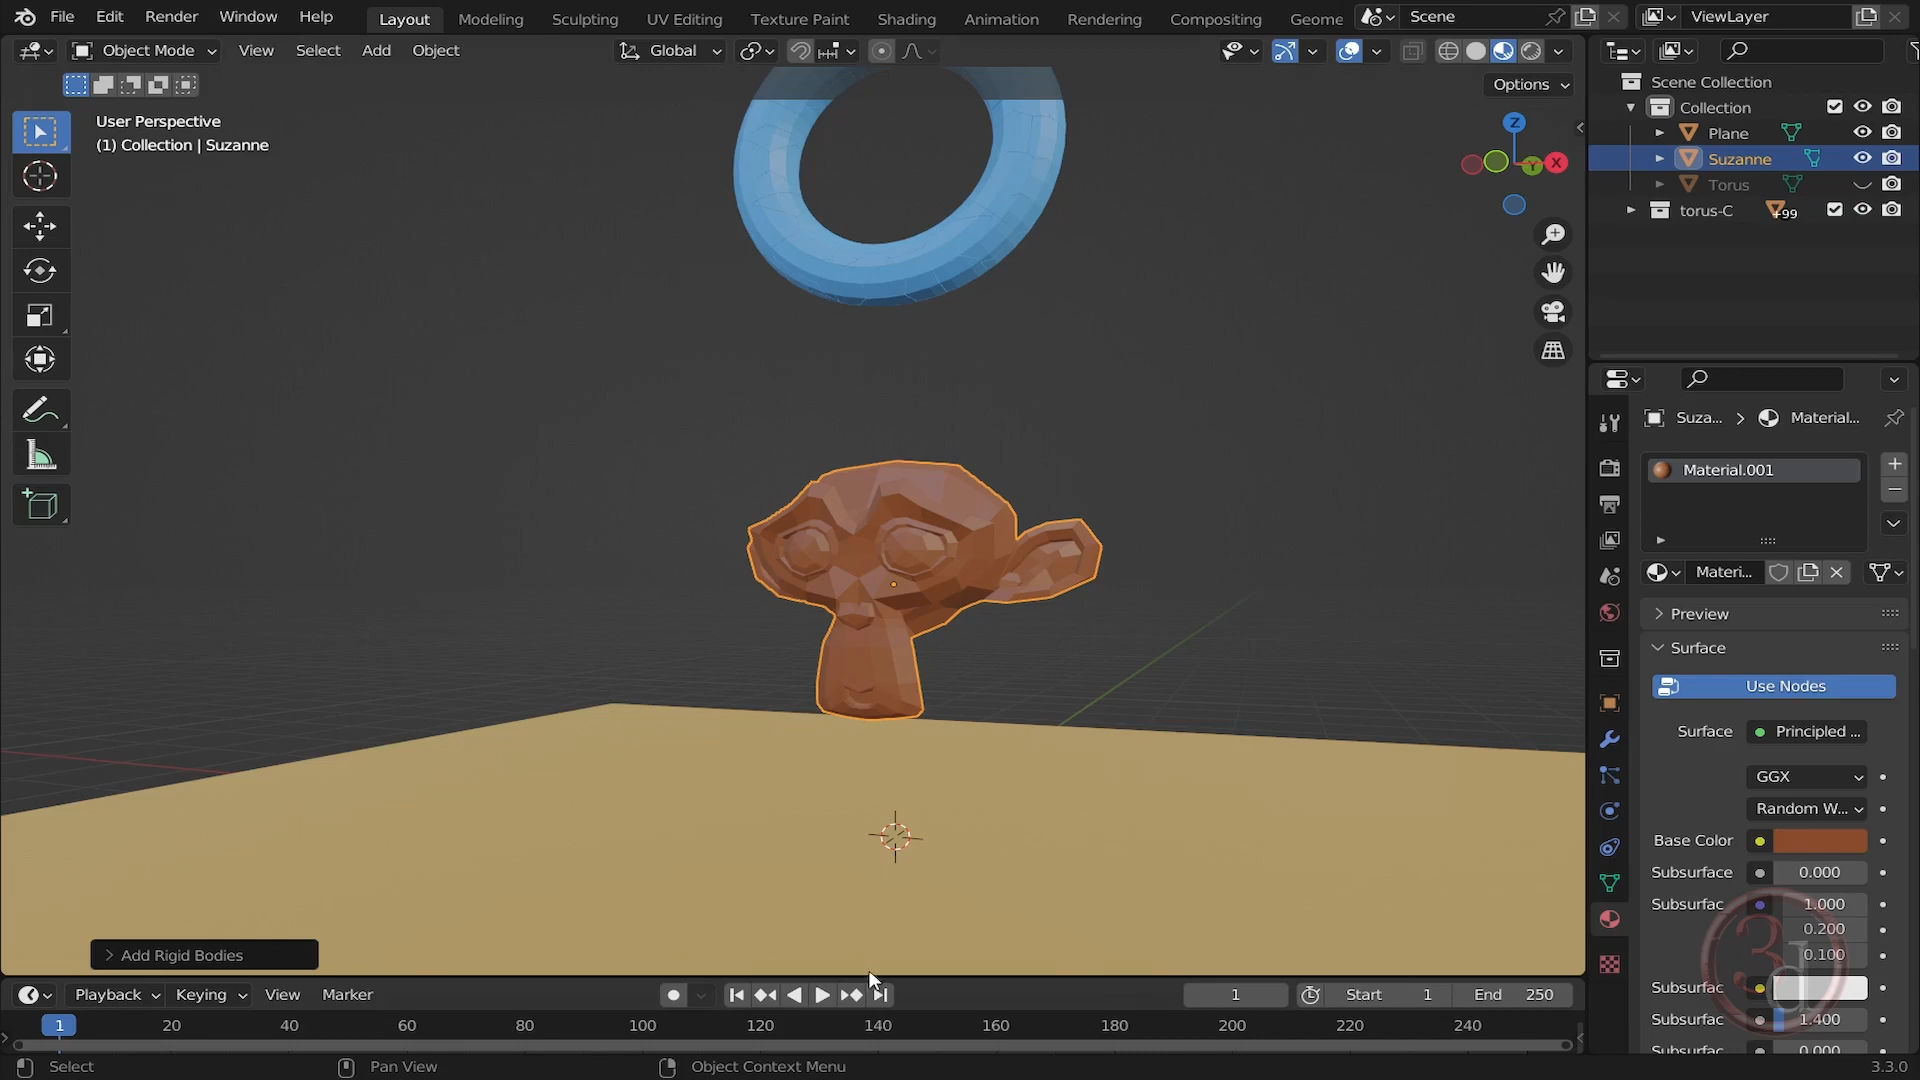 File Edit Render Window Help Layout Modeling Sculpting UV Editing Texture Paint Shading Animation Rendering Compositing Geome Scene ViewLayer
Object Mode View Select Add Object Global
Options
User Perspective
(1) Collection | Suzanne
Z
X
Y
Scene Collection
Collection
Plane
Suzanne
Torus
torus-C +99
Suza... > Material...
Material.001
Materi...
Preview
Surface
Use Nodes
Surface Principled ...
GGX
Random W...
Base Color
Subsurface 0.000
Subsurfac 1.000
0.200
0.100
Subsurfac
Subsurfac 1.400
Subsurfac 0.000
3d
Add Rigid Bodies
Playback Keying View Marker 1 Start 1 End 250
1 20 40 60 80 100 120 140 160 180 200 220 240
Select Pan View Object Context Menu 3.3.0